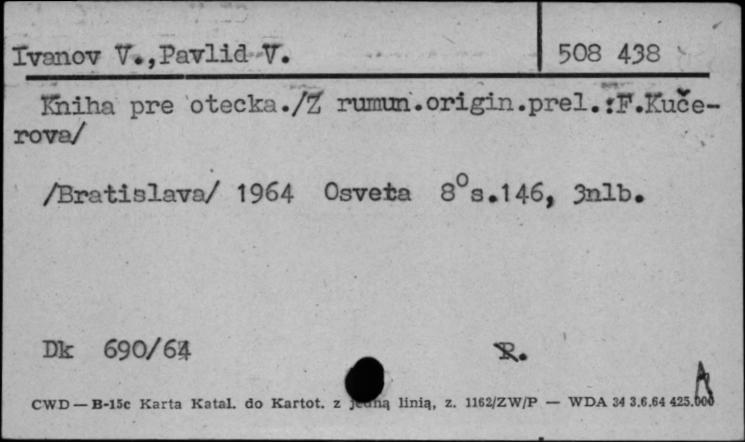 Ivanov V.,Pavlid V.
508 438
Kniha pre otecka./Z rumun.origin.prel.:F.Kuče-
rova/
/Bratislava/ 1964 Osveta 8°s.146, 3nlb.
Dk 690/64
R.
A
CWD — B-15c Karta Katal. do Kartot. z jedną linią, z. 1162/ZW/P — WDA 34 3.6.64 425.000